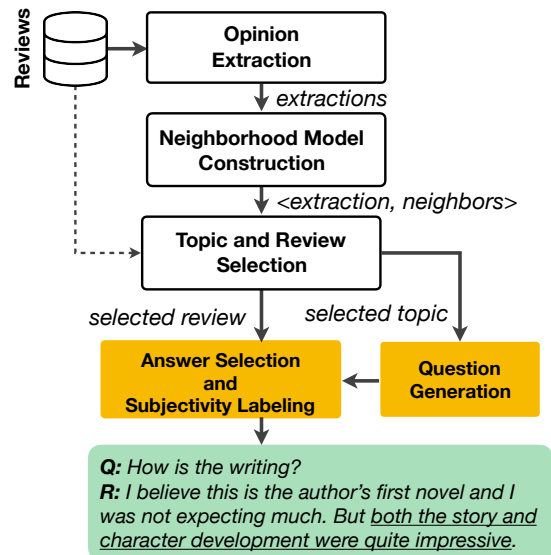 Reviews
Opinion
Extraction
extractions
Neighborhood Model
Construction
<extraction, neighbors>
Topic and Review
Selection
selected review
selected topic
Answer Selection
and
Subjectivity Labeling
Question
Generation
Q: How is the writing?
R: I believe this is the author's first novel and I
was not expecting much. But both the story and
character development were quite impressive.